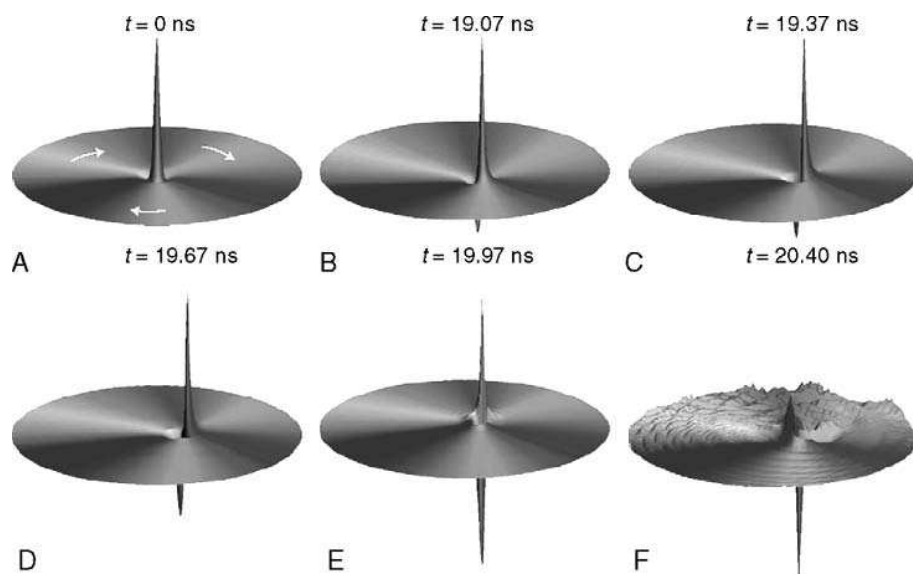 t = 0 ns
t = 19.07 ns
t = 19.37 ns
A
B
C
t = 19.67 ns
t = 19.97 ns
t = 20.40 ns
D
E
F